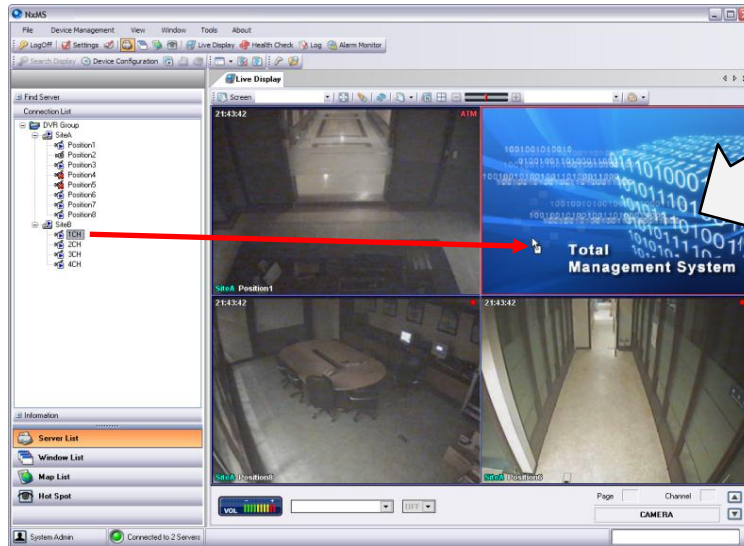 NxMS
File Device Management View Window Tools About
LogOff Settings Live Display Health Check Log Alarm Monitor
Search Display Device Configuration
Live Display
Find Server
Screen
Connection List
DVR Group
SiteA
Position1
Position2
Position3
Position4
Position5
Position6
Position7
Position8
SiteB
1CH
2CH
3CH
4CH
21:43:42 ATM
SiteA Position1
1001001010010
Total
Management System
21:43:42
SiteA Position8
21:43:42
SiteA Position6
Information
Server List
Window List
Map List
Hot Spot
VOL
OFF
Page Channel
CAMERA
System Admin Connected to 2 Servers